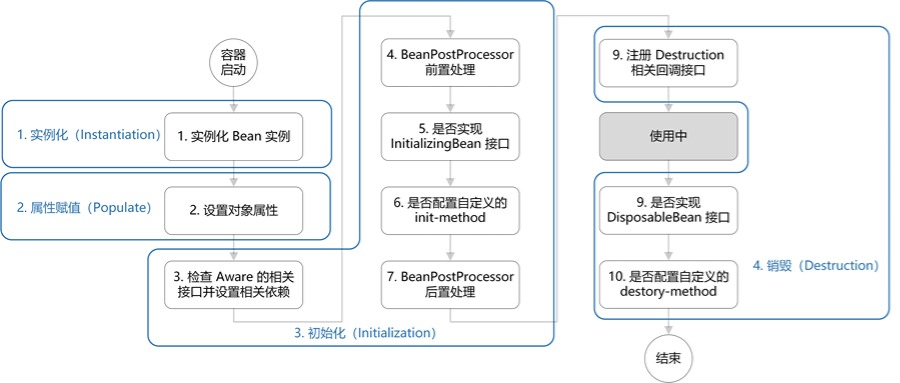 容器
启动
1. 实例化（Instantiation）
1. 实例化 Bean 实例
2. 属性赋值（Populate）
2. 设置对象属性
3. 检查 Aware 的相关
接口并设置相关依赖
3. 初始化（Initialization）
4. BeanPostProcessor
前置处理
5. 是否实现
InitializingBean 接口
6. 是否配置自定义的
init-method
7. BeanPostProcessor
后置处理
9. 注册 Destruction
相关回调接口
使用中
9. 是否实现
DisposableBean 接口
10. 是否配置自定义的
destory-method
4. 销毁（Destruction）
结束